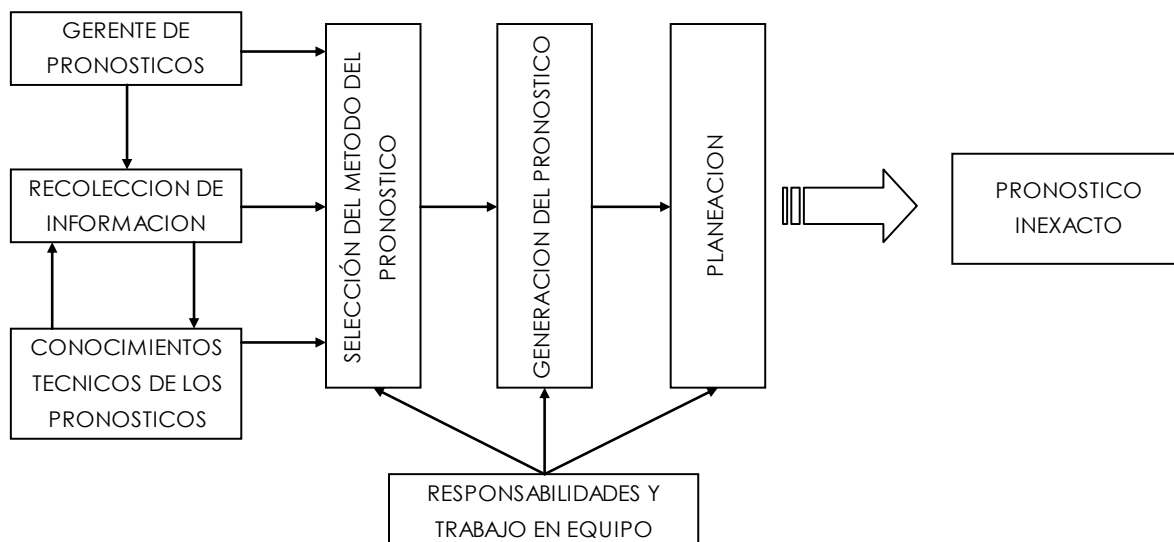 GERENTE DE
PRONOSTICOS
RECOLECCION DE
INFORMACION
CONOCIMIENTOS
TECNICOS DE LOS
PRONOSTICOS
SELECCIÓN DEL METODO DEL
PRONOSTICO
GENERACION DEL PRONOSTICO
PLANEACION
PRONOSTICO
INEXACTO
RESPONSABILIDADES Y
TRABAJO EN EQUIPO